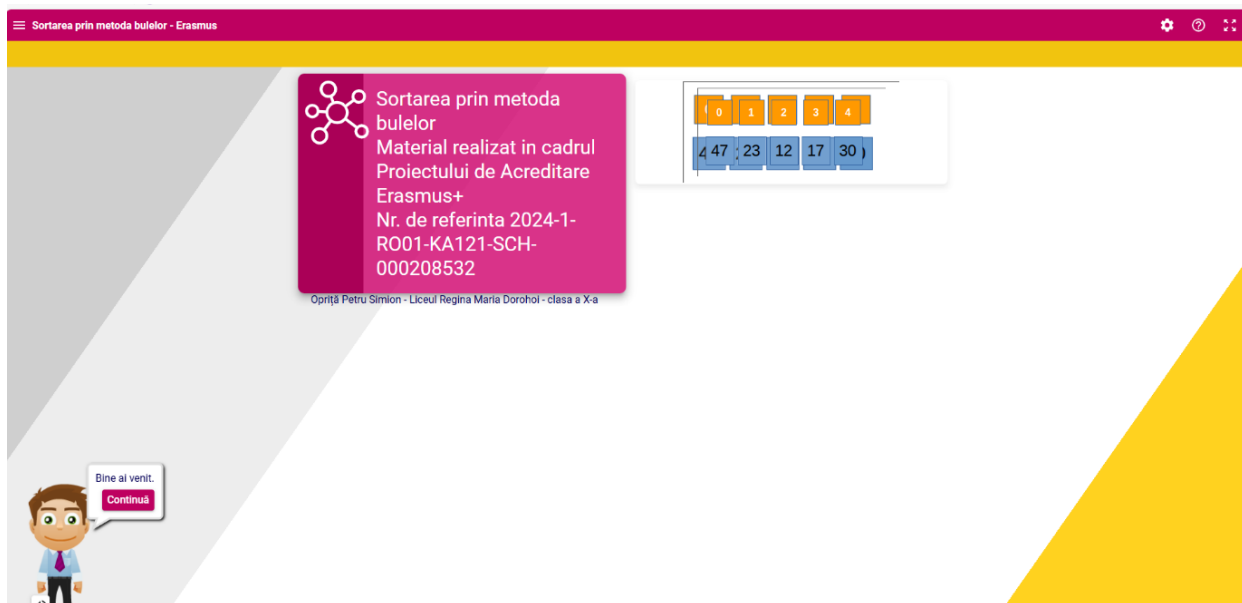 Sortarea prin metoda bulelor - Erasmus
Sortarea prin metoda
bulelor
Material realizat in cadrul
Proiectului de Acreditare
Erasmus+
Nr. de referinta 2024-1-
RO01-KA121-SCH-
000208532
0 1 2 3 4
47 23 12 17 30
Opriță Petru Simion - Liceul Regina Maria Dorohoi - clasa a X-a
Bine ai venit.
Continuă